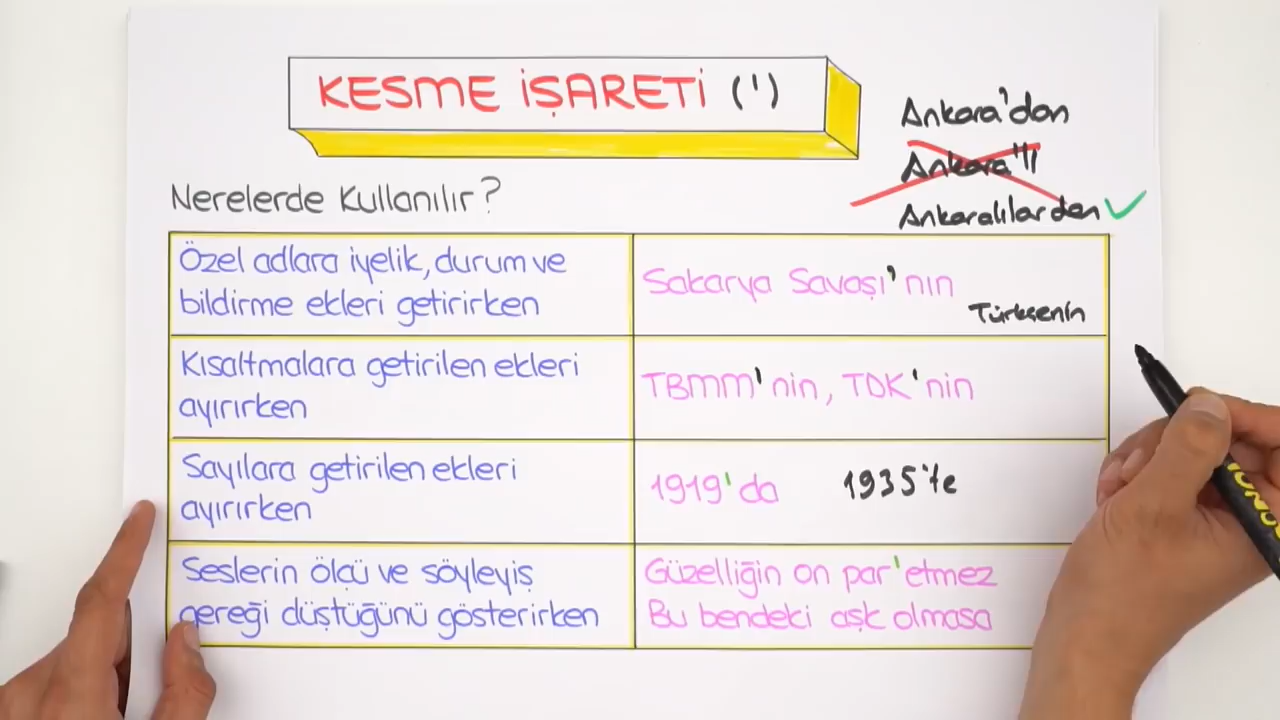 KESME İŞARETİ (')
Ankara'dan
Ankara'lı
Ankaralılardan
Nerelerde Kullanılır?
Özel adlara iyelik, durum ve
bildirme ekleri getirirken
Sakarya Savaşı'nın
Türkçenin
Kısaltmalara getirilen ekleri
ayırırken
TBMM'nin, TDK'nin
Sayılara getirilen ekleri
ayırırken
1919'da 1935'te
Seslerin ölçü ve söyleyiş
gereği düştüğünü gösterirken
Güzelliğin on par'etmez
Bu bendeki aşk olmasa